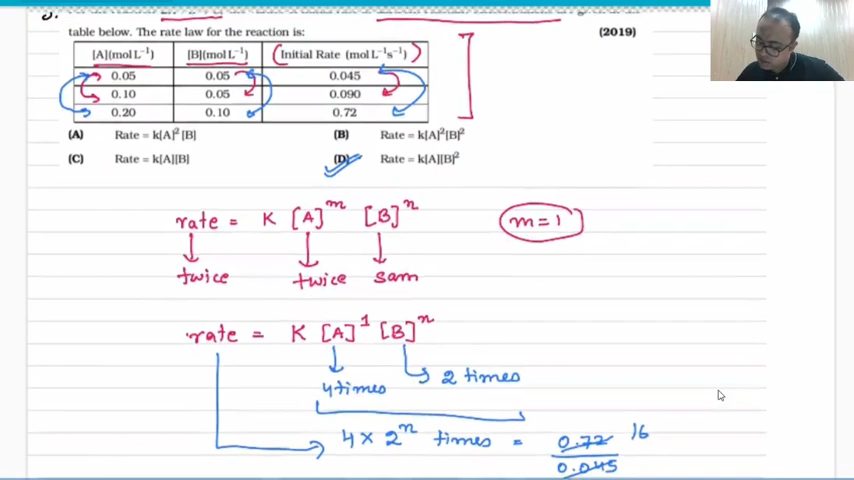 table below. The rate law for the reaction is: (2019)
[A](mol L⁻¹) [B](mol L⁻¹) (Initial Rate (mol L⁻¹s⁻¹))
0.05 0.05 0.045
0.10 0.05 0.090
0.20 0.10 0.72
(A) Rate = k[A]² [B] (B) Rate = k[A]²[B]²
(C) Rate = k[A][B] (D) Rate = k[A][B]²
rate = K [A]ᵐ [B]ⁿ m=1
twice twice sam
rate = K [A]¹ [B]ⁿ
4times 2 times
4 × 2ⁿ times = 0.72 16
0.045